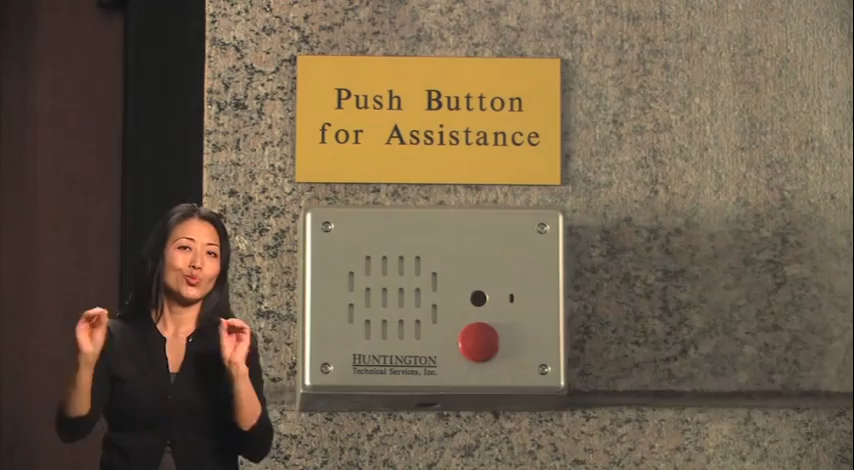 Push Button
for Assistance
HUNTINGTON
Technical Services, Inc.